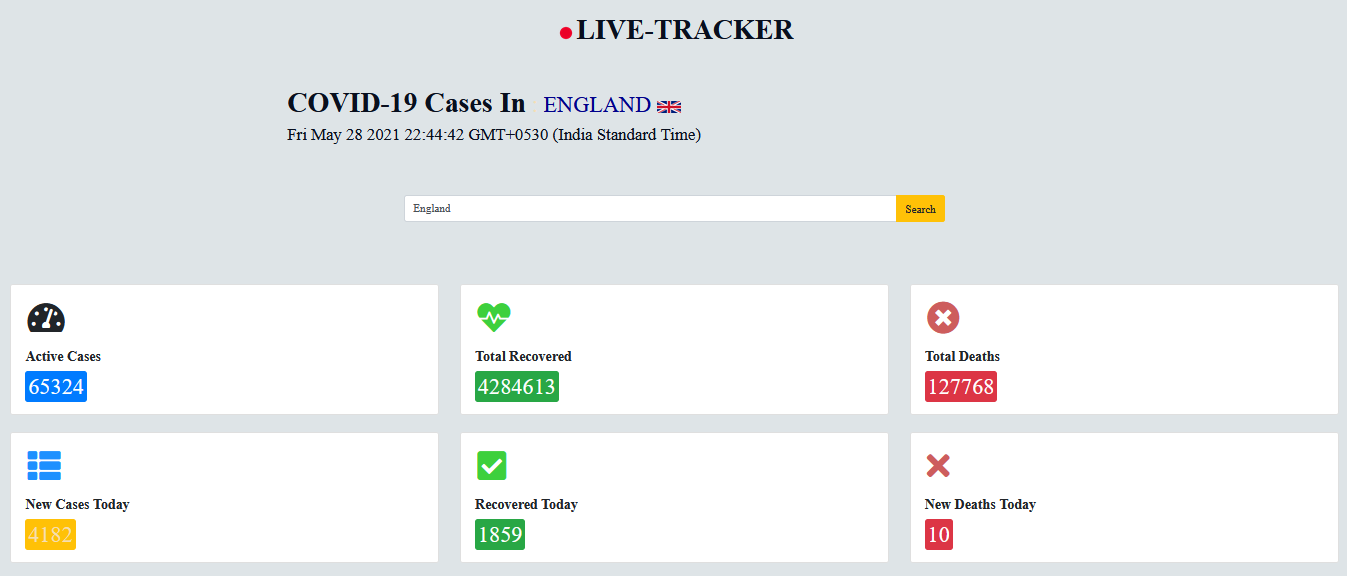 LIVE-TRACKER
COVID-19 Cases In ENGLAND
Fri May 28 2021 22:44:42 GMT+0530 (India Standard Time)
England Search
Active Cases
65324
Total Recovered
4284613
Total Deaths
127768
New Cases Today
4182
Recovered Today
1859
New Deaths Today
10